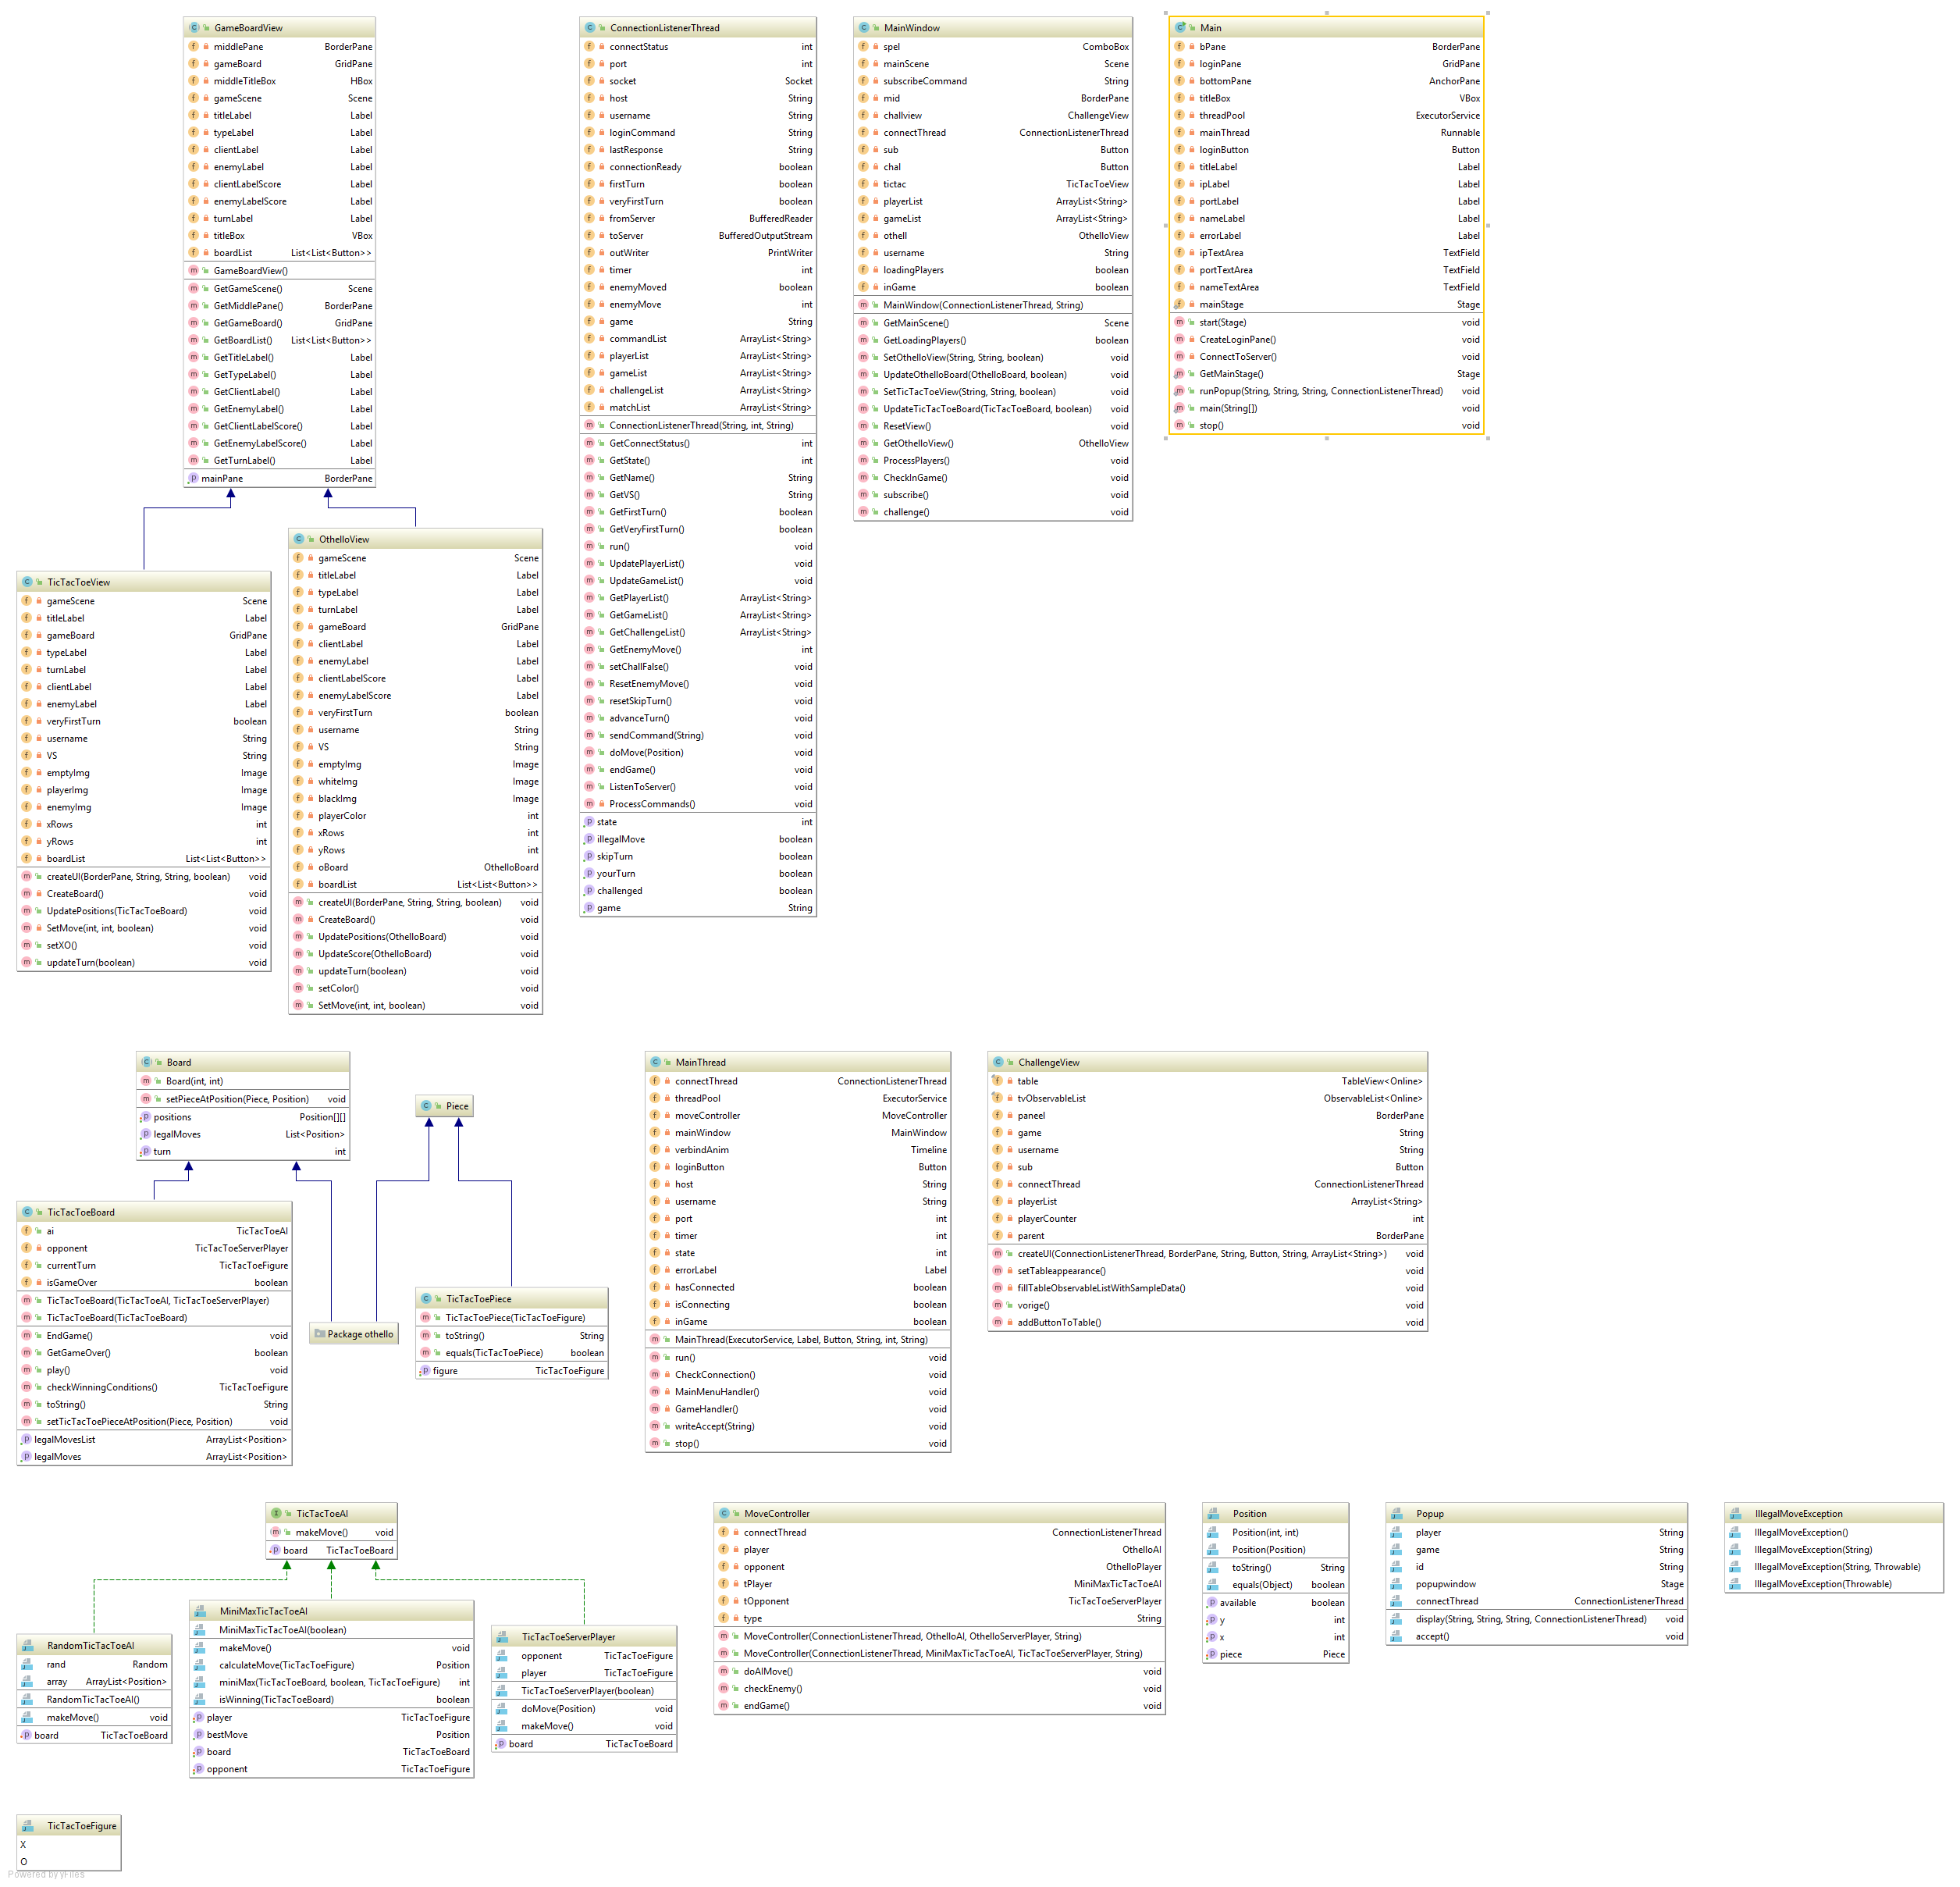 GameBoardView
middlePane BorderPane
gameBoard GridPane
middleTitleBox HBox
gameScene Scene
titleLabel Label
typeLabel Label
clientLabel Label
enemyLabel Label
clientLabelScore Label
enemyLabelScore Label
turnLabel Label
titleBox VBox
boardList List<List<Button>>
GameBoardView()
GetGameScene() Scene
GetMiddlePane() BorderPane
GetGameBoard() GridPane
GetBoardList() List<List<Button>>
GetTitleLabel() Label
GetTypeLabel() Label
GetClientLabel() Label
GetEnemyLabel() Label
GetClientLabelScore() Label
GetEnemyLabelScore() Label
GetTurnLabel() Label
mainPane BorderPane
ConnectionListenerThread
connectStatus int
port int
socket Socket
host String
username String
loginCommand String
lastResponse String
connectionReady boolean
firstTurn boolean
veryFirstTurn boolean
fromServer BufferedReader
toServer BufferedOutputStream
outWriter PrintWriter
timer int
enemyMoved boolean
enemyMove int
game String
commandList ArrayList<String>
playerList ArrayList<String>
gameList ArrayList<String>
challengeList ArrayList<String>
matchList ArrayList<String>
ConnectionListenerThread(String, int, String)
GetConnectStatus() int
GetState() int
GetName() String
GetVS() String
GetFirstTurn() boolean
GetVeryFirstTurn() boolean
run() void
UpdatePlayerList() void
UpdateGameList() void
GetPlayerList() ArrayList<String>
GetGameList() ArrayList<String>
GetChallengeList() ArrayList<String>
GetEnemyMove() int
setChallFalse() void
ResetEnemyMove() void
resetSkipTurn() void
advanceTurn() void
sendCommand(String) void
doMove(Position) void
endGame() void
ListenToServer() void
ProcessCommands() void
state int
illegalMove boolean
skipTurn boolean
yourTurn boolean
challenged boolean
game String
MainWindow
spel ComboBox
mainScene Scene
subscribeCommand String
mid BorderPane
challview ChallengeView
connectThread ConnectionListenerThread
sub Button
chal Button
tictac TicTacToeView
playerList ArrayList<String>
gameList ArrayList<String>
othell OthelloView
username String
loadingPlayers boolean
inGame boolean
MainWindow(ConnectionListenerThread, String)
GetMainScene() Scene
GetLoadingPlayers() boolean
SetOthelloView(String, String, boolean) void
UpdateOthelloBoard(OthelloBoard, boolean) void
SetTicTacToeView(String, String, boolean) void
UpdateTicTacToeBoard(TicTacToeBoard, boolean) void
ResetView() void
GetOthelloView() OthelloView
ProcessPlayers() void
CheckInGame() void
subscribe() void
challenge() void
Main
bPane BorderPane
loginPane GridPane
bottomPane AnchorPane
titleBox VBox
threadPool ExecutorService
mainThread Runnable
loginButton Button
titleLabel Label
ipLabel Label
portLabel Label
nameLabel Label
errorLabel Label
ipTextArea TextField
portTextArea TextField
nameTextArea TextField
mainStage Stage
start(Stage) void
CreateLoginPane() void
ConnectToServer() void
GetMainStage() Stage
runPopup(String, String, String, ConnectionListenerThread) void
main(String[]) void
stop() void
TicTacToeView
gameScene Scene
titleLabel Label
gameBoard GridPane
typeLabel Label
turnLabel Label
clientLabel Label
enemyLabel Label
veryFirstTurn boolean
username String
VS String
emptyImg Image
playerImg Image
enemyImg Image
xRows int
yRows int
boardList List<List<Button>>
createUI(BorderPane, String, String, boolean) void
CreateBoard() void
UpdatePositions(TicTacToeBoard) void
SetMove(int, int, boolean) void
setXO() void
updateTurn(boolean) void
OthelloView
gameScene Scene
titleLabel Label
typeLabel Label
turnLabel Label
gameBoard GridPane
clientLabel Label
enemyLabel Label
clientLabelScore Label
enemyLabelScore Label
veryFirstTurn boolean
username String
VS String
emptyImg Image
whiteImg Image
blackImg Image
playerColor int
xRows int
yRows int
oBoard OthelloBoard
boardList List<List<Button>>
createUI(BorderPane, String, String, boolean) void
CreateBoard() void
UpdatePositions(OthelloBoard) void
UpdateScore(OthelloBoard) void
updateTurn(boolean) void
setColor() void
SetMove(int, int, boolean) void
Board
Board(int, int)
setPieceAtPosition(Piece, Position) void
positions Position[][]
legalMoves List<Position>
turn int
Piece
TicTacToeBoard
ai TicTacToeAI
opponent TicTacToeServerPlayer
currentTurn TicTacToeFigure
isGameOver boolean
TicTacToeBoard(TicTacToeAI, TicTacToeServerPlayer)
TicTacToeBoard(TicTacToeBoard)
EndGame() void
GetGameOver() boolean
play() void
checkWinningConditions() TicTacToeFigure
toString() String
setTicTacToePieceAtPosition(Piece, Position) void
legalMovesList ArrayList<Position>
legalMoves ArrayList<Position>
Package othello
TicTacToePiece
TicTacToePiece(TicTacToeFigure)
toString() String
equals(TicTacToePiece) boolean
figure TicTacToeFigure
MainThread
connectThread ConnectionListenerThread
threadPool ExecutorService
moveController MoveController
mainWindow MainWindow
verbindAnim Timeline
loginButton Button
host String
username String
port int
timer int
state int
errorLabel Label
hasConnected boolean
isConnecting boolean
inGame boolean
MainThread(ExecutorService, Label, Button, String, int, String)
run() void
CheckConnection() void
MainMenuHandler() void
GameHandler() void
writeAccept(String) void
stop() void
ChallengeView
table TableView<Online>
tvObservableList ObservableList<Online>
paneel BorderPane
game String
username String
sub Button
connectThread ConnectionListenerThread
playerList ArrayList<String>
playerCounter int
parent BorderPane
createUI(ConnectionListenerThread, BorderPane, String, Button, String, ArrayList<String>) void
setTableappearance() void
fillTableObservableListWithSampleData() void
vorige() void
addButtonToTable() void
TicTacToeAI
makeMove() void
board TicTacToeBoard
RandomTicTacToeAI
rand Random
array ArrayList<Position>
RandomTicTacToeAI()
makeMove() void
board TicTacToeBoard
MiniMaxTicTacToeAI
MiniMaxTicTacToeAI(boolean)
makeMove() void
calculateMove(TicTacToeFigure) Position
miniMax(TicTacToeBoard, boolean, TicTacToeFigure) int
isWinning(TicTacToeBoard) boolean
player TicTacToeFigure
bestMove Position
board TicTacToeBoard
opponent TicTacToeFigure
TicTacToeServerPlayer
opponent TicTacToeFigure
player TicTacToeFigure
TicTacToeServerPlayer(boolean)
doMove(Position) void
makeMove() void
board TicTacToeBoard
MoveController
connectThread ConnectionListenerThread
player OthelloAI
opponent OthelloPlayer
tPlayer MiniMaxTicTacToeAI
tOpponent TicTacToeServerPlayer
type String
MoveController(ConnectionListenerThread, OthelloAI, OthelloServerPlayer, String)
MoveController(ConnectionListenerThread, MiniMaxTicTacToeAI, TicTacToeServerPlayer, String)
doAIMove() void
checkEnemy() void
endGame() void
Position
Position(int, int)
Position(Position)
toString() String
equals(Object) boolean
available boolean
y int
x int
piece Piece
Popup
player String
game String
id String
popupwindow Stage
connectThread ConnectionListenerThread
display(String, String, String, ConnectionListenerThread) void
accept() void
IllegalMoveException
IllegalMoveException()
IllegalMoveException(String)
IllegalMoveException(String, Throwable)
IllegalMoveException(Throwable)
TicTacToeFigure
X
O
Powered by yFiles